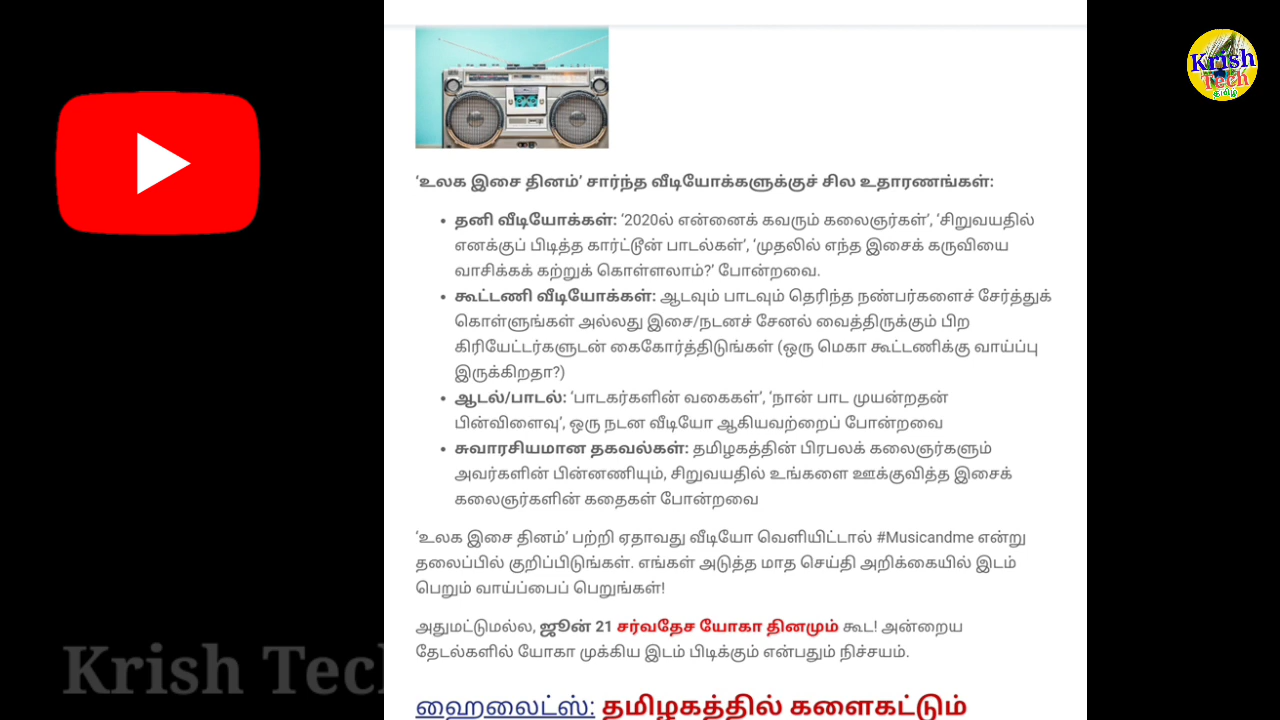 Krish
Tech
தமிழ்
‘உலக இசை தினம்’ சார்ந்த வீடியோக்களுக்குச் சில உதாரணங்கள்:
• தனி வீடியோக்கள்: ‘2020ல் என்னைக் கவரும் கலைஞர்கள்’, ‘சிறுவயதில்
எனக்குப் பிடித்த கார்ட்டூன் பாடல்கள்’, ‘முதலில் எந்த இசைக் கருவியை
வாசிக்கக் கற்றுக் கொள்ளலாம்?’ போன்றவை.
• கூட்டணி வீடியோக்கள்: ஆடவும் பாடவும் தெரிந்த நண்பர்களைச் சேர்த்துக்
கொள்ளுங்கள் அல்லது இசை/நடனச் சேனல் வைத்திருக்கும் பிற
கிரியேட்டர்களுடன் கைகோர்த்திடுங்கள் (ஒரு மெகா கூட்டணிக்கு வாய்ப்பு
இருக்கிறதா?)
• ஆடல்/பாடல்: ‘பாடகர்களின் வகைகள்’, ‘நான் பாட முயன்றதன்
பின்விளைவு’, ஒரு நடன வீடியோ ஆகியவற்றைப் போன்றவை
• சுவாரசியமான தகவல்கள்: தமிழகத்தின் பிரபலக் கலைஞர்களும்
அவர்களின் பின்னணியும், சிறுவயதில் உங்களை ஊக்குவித்த இசைக்
கலைஞர்களின் கதைகள் போன்றவை
‘உலக இசை தினம்’ பற்றி ஏதாவது வீடியோ வெளியிட்டால் #Musicandme என்று
தலைப்பில் குறிப்பிடுங்கள். எங்கள் அடுத்த மாத செய்தி அறிக்கையில் இடம்
பெறும் வாய்ப்பைப் பெறுங்கள்!
அதுமட்டுமல்ல, ஜூன் 21 சர்வதேச யோகா தினமும் கூட! அன்றைய
தேடல்களில் யோகா முக்கிய இடம் பிடிக்கும் என்பதும் நிச்சயம்.
Krish Tec
ஹைலைட்ஸ்: தமிழகத்தில் களைகட்டும்